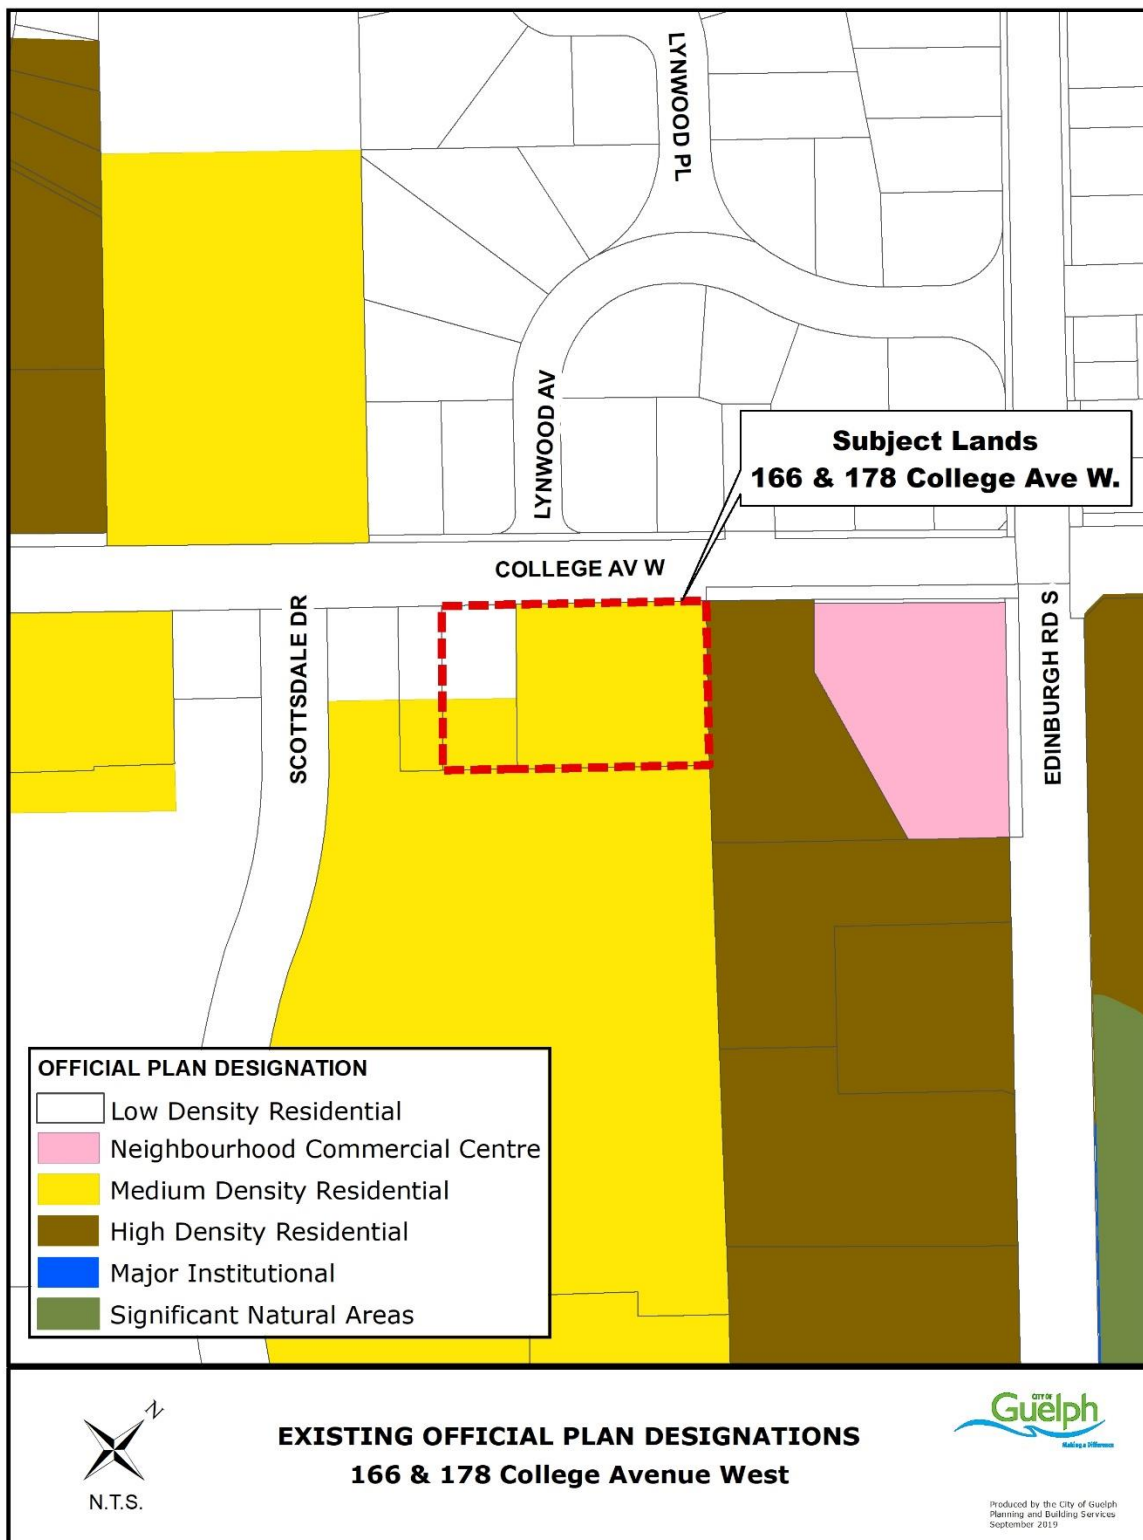 LYNWOOD PL
LYNWOOD AV
Subject Lands
166 & 178 College Ave W.
COLLEGE AV W
SCOTTSDALE DR
EDINBURGH RD S
OFFICIAL PLAN DESIGNATION
Low Density Residential
Neighbourhood Commercial Centre
Medium Density Residential
High Density Residential
Major Institutional
Significant Natural Areas
N
N.T.S.
EXISTING OFFICIAL PLAN DESIGNATIONS
166 & 178 College Avenue West
CITY OF
Guelph
Making a Difference
Produced by the City of Guelph
Planning and Building Services
September 2019